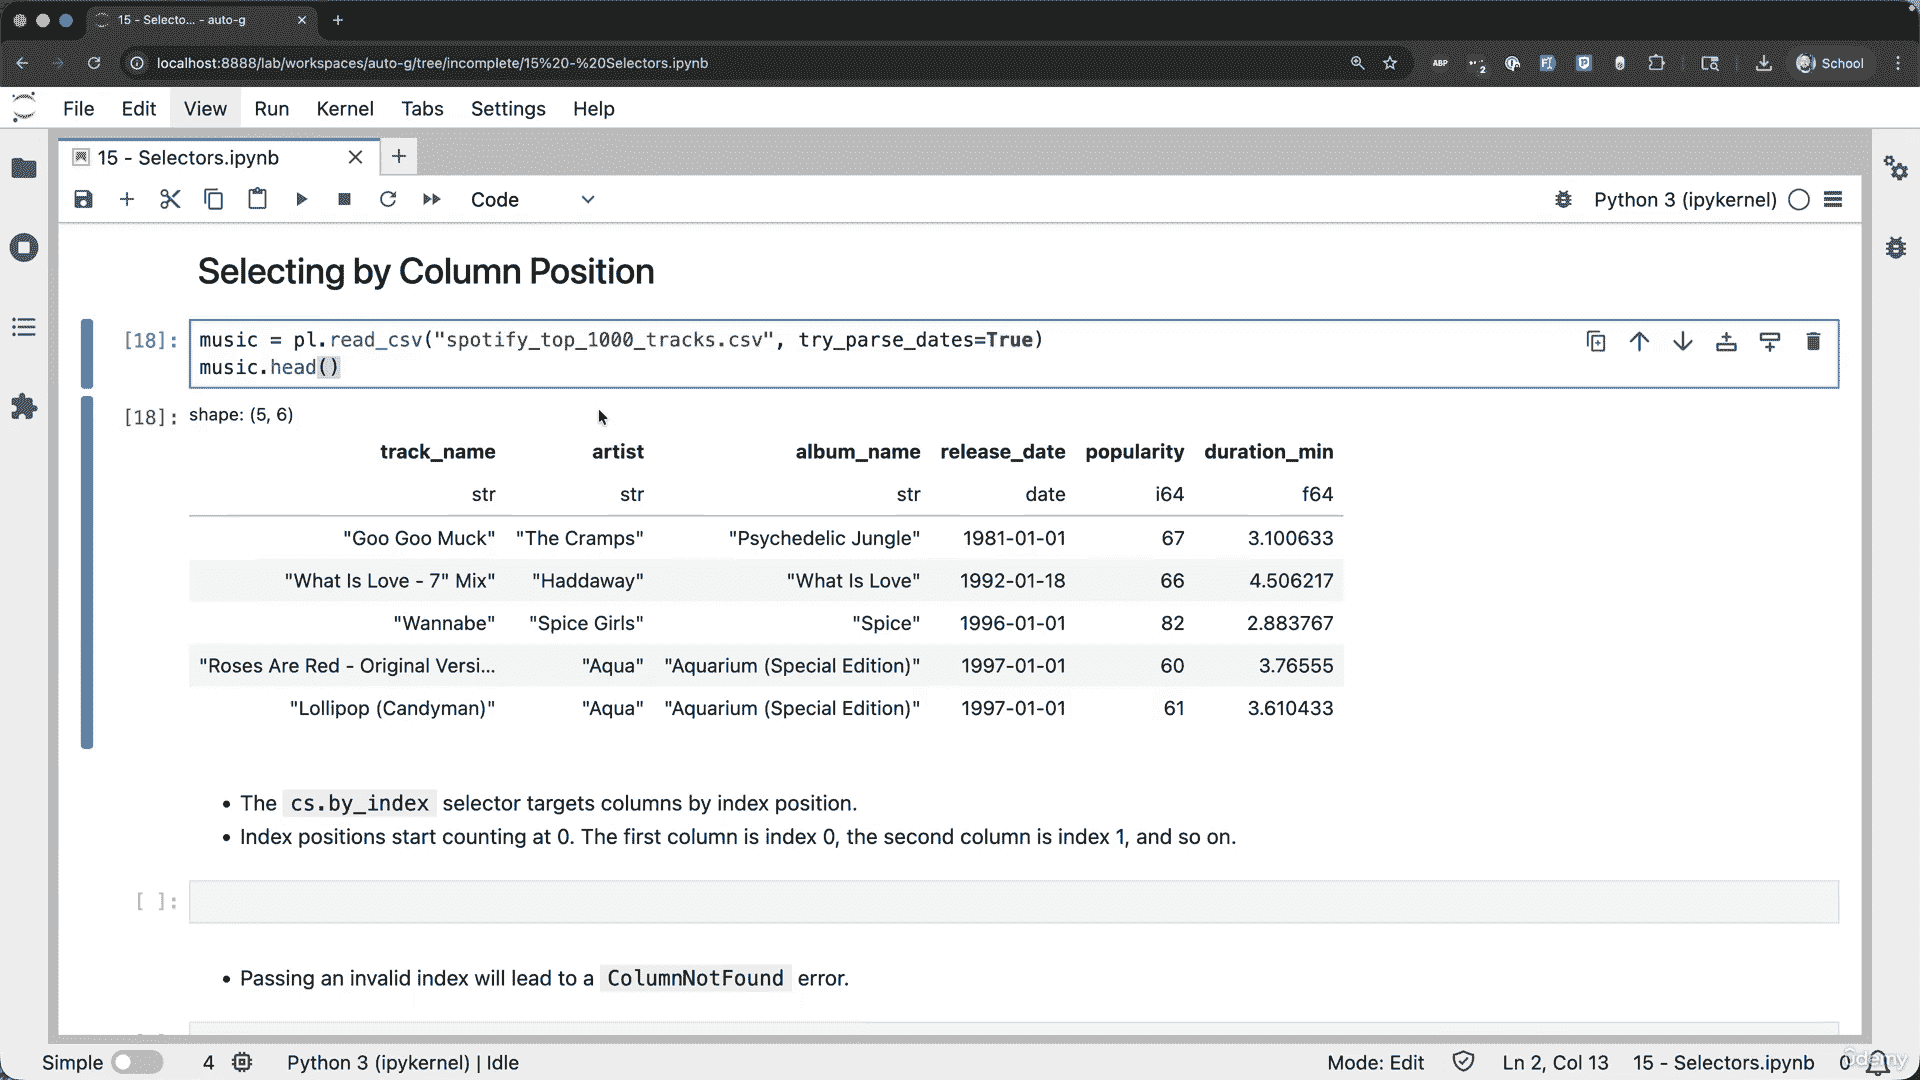 15 - Selecto... - auto-g
localhost:8888/lab/workspaces/auto-g/tree/incomplete/15%20-%20Selectors.ipynb
ABP
2
School
File Edit View Run Kernel Tabs Settings Help
15 - Selectors.ipynb
Code
Python 3 (ipykernel)
Selecting by Column Position
[18]: music = pl.read_csv("spotify_top_1000_tracks.csv", try_parse_dates=True)
music.head()
[18]: shape: (5, 6)
track_name artist album_name release_date popularity duration_min
str str str date i64 f64
"Goo Goo Muck" "The Cramps" "Psychedelic Jungle" 1981-01-01 67 3.100633
"What Is Love - 7" Mix" "Haddaway" "What Is Love" 1992-01-18 66 4.506217
"Wannabe" "Spice Girls" "Spice" 1996-01-01 82 2.883767
"Roses Are Red - Original Versi... "Aqua" "Aquarium (Special Edition)" 1997-01-01 60 3.76555
"Lollipop (Candyman)" "Aqua" "Aquarium (Special Edition)" 1997-01-01 61 3.610433
• The cs.by_index selector targets columns by index position.
• Index positions start counting at 0. The first column is index 0, the second column is index 1, and so on.
[ ]:
• Passing an invalid index will lead to a ColumnNotFound error.
Simple 4 Python 3 (ipykernel) | Idle Mode: Edit Ln 2, Col 13 15 - Selectors.ipynb 0
udemy